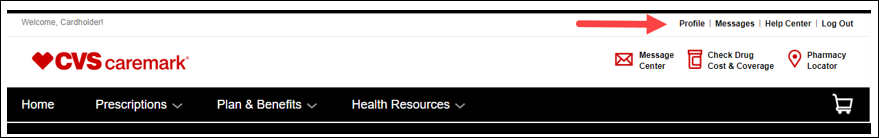 Welcome, Cardholder!
Profile | Messages | Help Center | Log Out
CVS caremark®
Message
Center
Check Drug
Cost & Coverage
Pharmacy
Locator
Home Prescriptions Plan & Benefits Health Resources